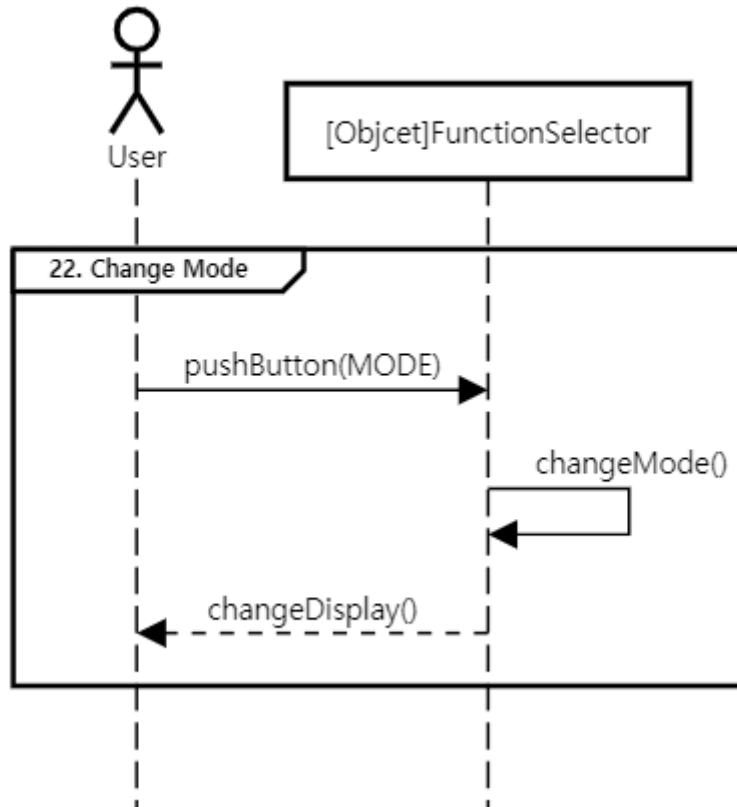 User
[Objcet]FunctionSelector
22. Change Mode
pushButton(MODE)
changeMode()
changeDisplay()